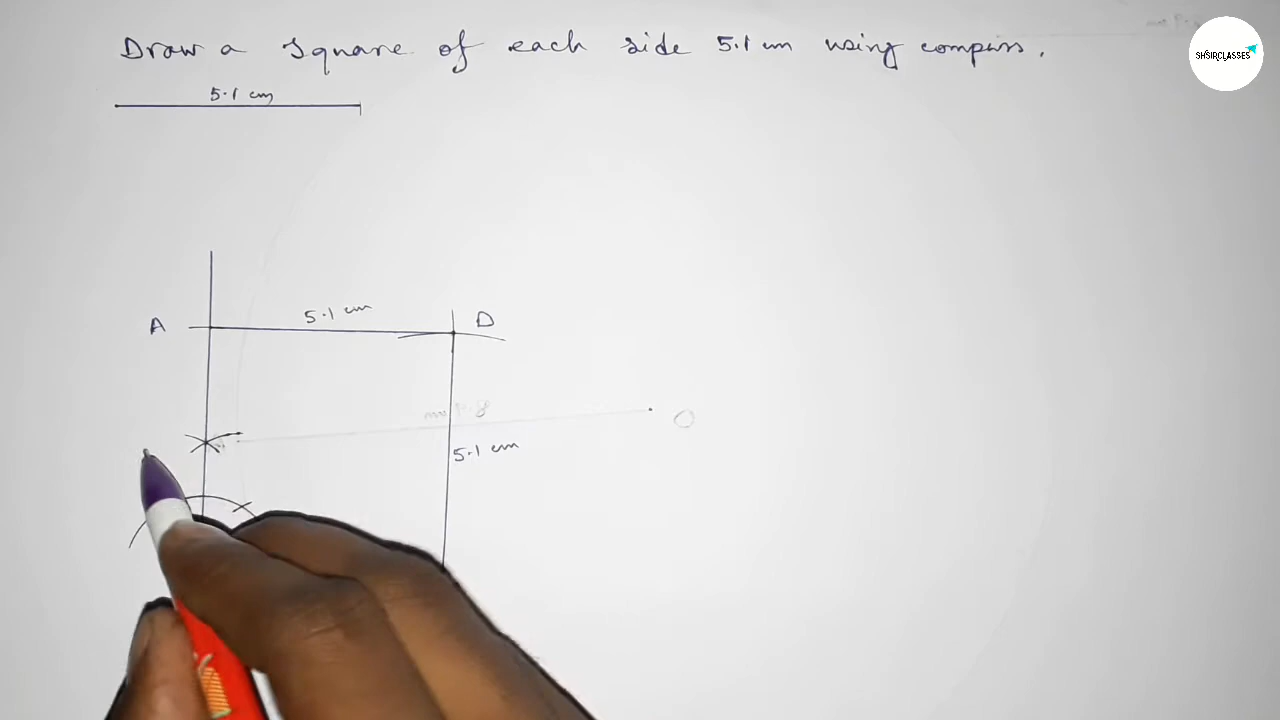 Draw a square of each side 5.1 cm using compass.
SHSIRCLASSES
5.1 cm
5.1 cm
A
D
5.1 cm